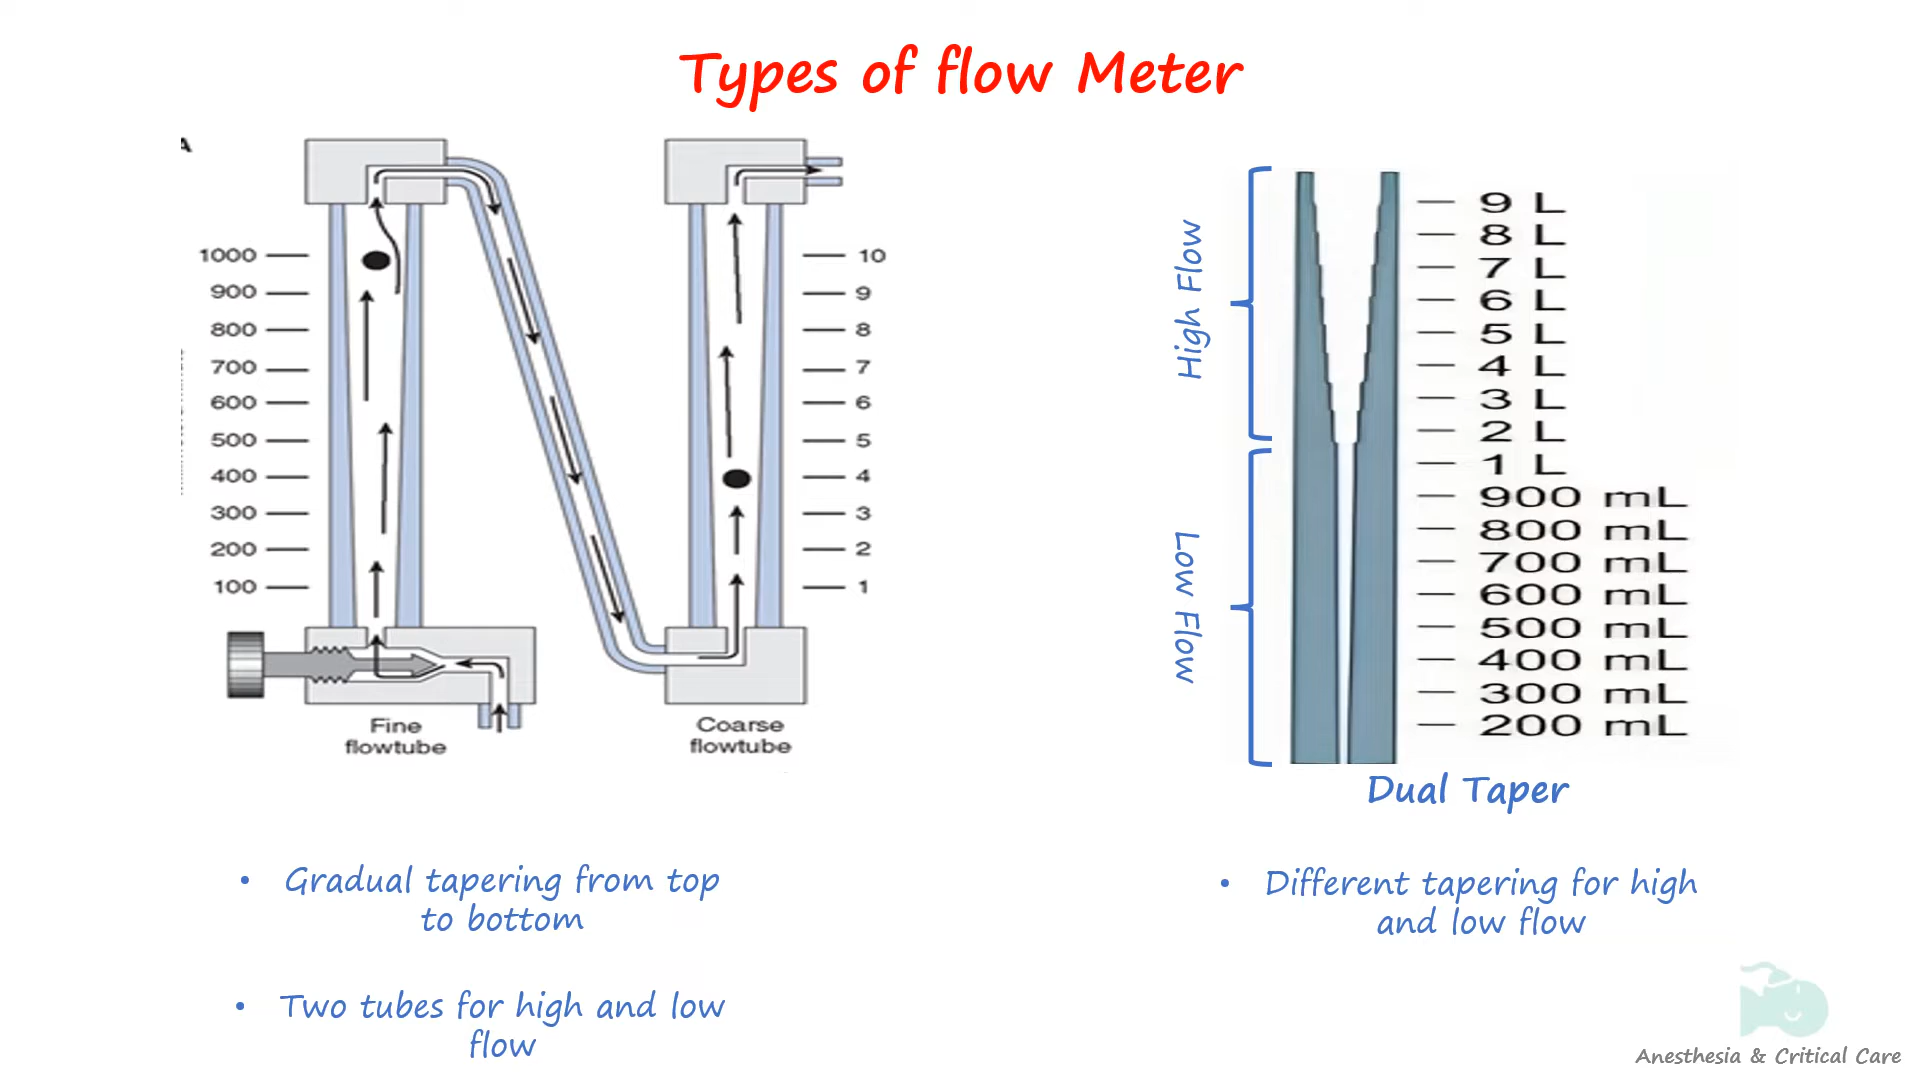 Types of flow Meter
A
1000
900
800
700
600
500
400
300
200
100
10
9
8
7
6
5
4
3
2
1
Fine
flowtube
Coarse
flowtube
High Flow
Low Flow
9 L
8 L
7 L
6 L
5 L
4 L
3 L
2 L
1 L
900 mL
800 mL
700 mL
600 mL
500 mL
400 mL
300 mL
200 mL
Dual Taper
• Gradual tapering from top
to bottom
• Two tubes for high and low
flow
• Different tapering for high
and low flow
Anesthesia & Critical Care